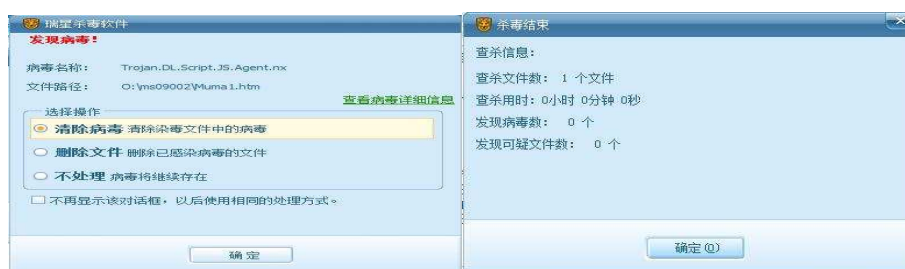 瑞星杀毒软件
发现病毒!
病毒名称: Trojan.DL.Script.JS.Agent.nx
文件路径: O:\ms09002\Muma1.htm
查看病毒详细信息
选择操作
清除病毒 清除染毒文件中的病毒
删除文件 删除已感染病毒的文件
不处理 病毒将继续存在
不再显示该对话框，以后使用相同的处理方式。
确定
杀毒结束
查杀信息:
查杀文件数: 1 个文件
查杀用时: 0小时 0分钟 0秒
发现病毒数: 0 个
发现可疑文件数: 0 个
确定(O)